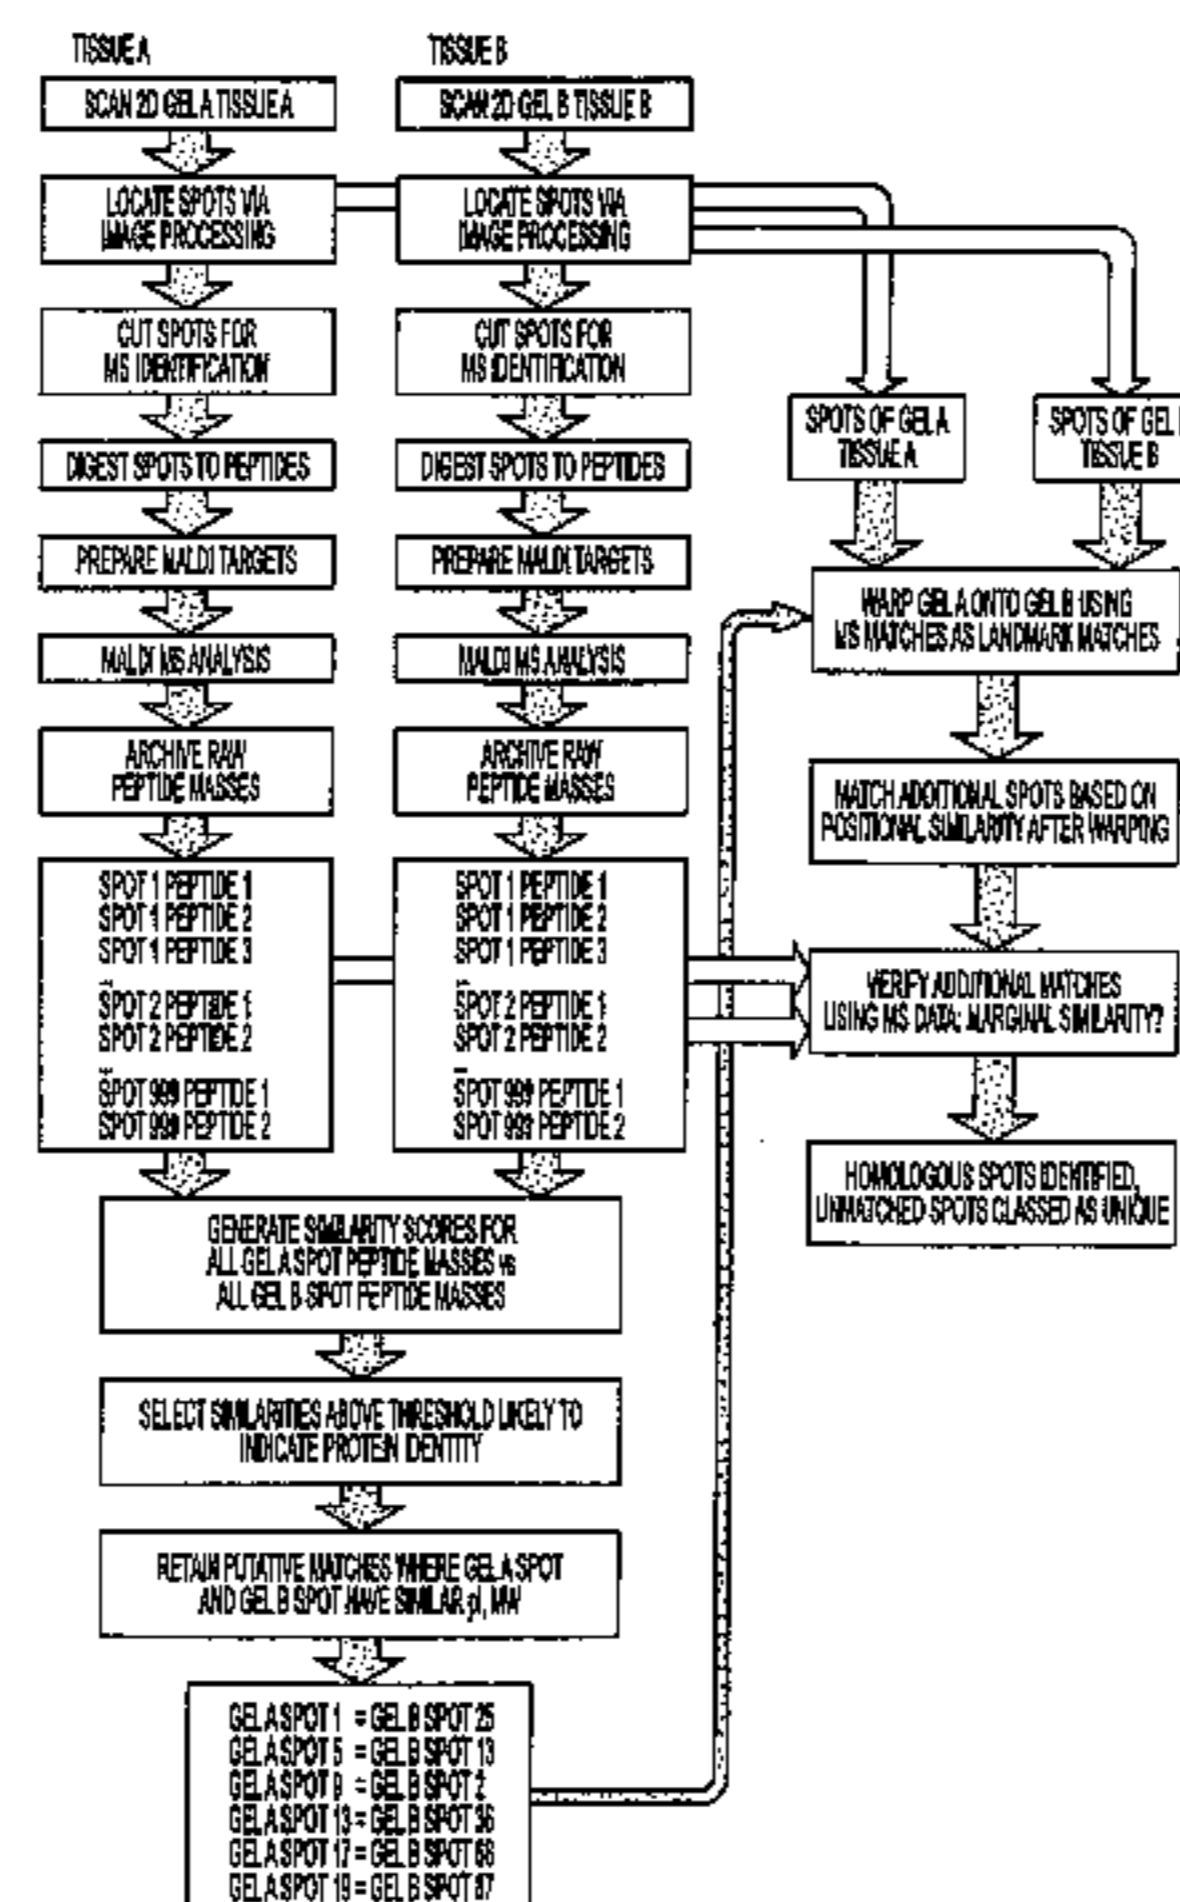 TISSUE A
SCAN 2D GEL A TISSUE A
LOCATE SPOTS VIA
IMAGE PROCESSING
CUT SPOTS FOR
MS IDENTIFICATION
DIGEST SPOTS TO PEPTIDES
PREPARE MALDI TARGETS
MALDI MS ANALYSIS
ARCHIVE RAW
PEPTIDE MASSES
SPOT 1 PEPTIDE 1
SPOT 1 PEPTIDE 2
SPOT 1 PEPTIDE 3
...
SPOT 2 PEPTIDE 1
SPOT 2 PEPTIDE 2
...
SPOT 999 PEPTIDE 1
SPOT 999 PEPTIDE 2
TISSUE B
SCAN 2D GEL B TISSUE B
LOCATE SPOTS VIA
IMAGE PROCESSING
CUT SPOTS FOR
MS IDENTIFICATION
DIGEST SPOTS TO PEPTIDES
PREPARE MALDI TARGETS
MALDI MS ANALYSIS
ARCHIVE RAW
PEPTIDE MASSES
SPOT 1 PEPTIDE 1
SPOT 1 PEPTIDE 2
SPOT 1 PEPTIDE 3
...
SPOT 2 PEPTIDE 1
SPOT 2 PEPTIDE 2
...
SPOT 999 PEPTIDE 1
SPOT 999 PEPTIDE 2
GENERATE SIMILARITY SCORES FOR
ALL GEL A SPOT PEPTIDE MASSES vs
ALL GEL B SPOT PEPTIDE MASSES
SELECT SIMILARITIES ABOVE THRESHOLD LIKELY TO
INDICATE PROTEIN IDENTITY
RETAIN PUTATIVE MATCHES WHERE GEL A SPOT
AND GEL B SPOT HAVE SIMILAR pI, MW
GEL A SPOT 1 = GEL B SPOT 25
GEL A SPOT 5 = GEL B SPOT 13
GEL A SPOT 9 = GEL B SPOT 2
GEL A SPOT 13 = GEL B SPOT 36
GEL A SPOT 17 = GEL B SPOT 68
GEL A SPOT 19 = GEL B SPOT 87
SPOTS OF GEL A
TISSUE A
SPOTS OF GEL
TISSUE B
WARP GEL A ONTO GEL B USING
MS MATCHES AS LANDMARK MATCHES
MATCH ADDITIONAL SPOTS BASED ON
POSITIONAL SIMILARITY AFTER WARPING
VERIFY ADDITIONAL MATCHES
USING MS DATA: MARGINAL SIMILARITY?
HOMOLOGOUS SPOTS IDENTIFIED,
UNMATCHED SPOTS CLASSED AS UNIQUE